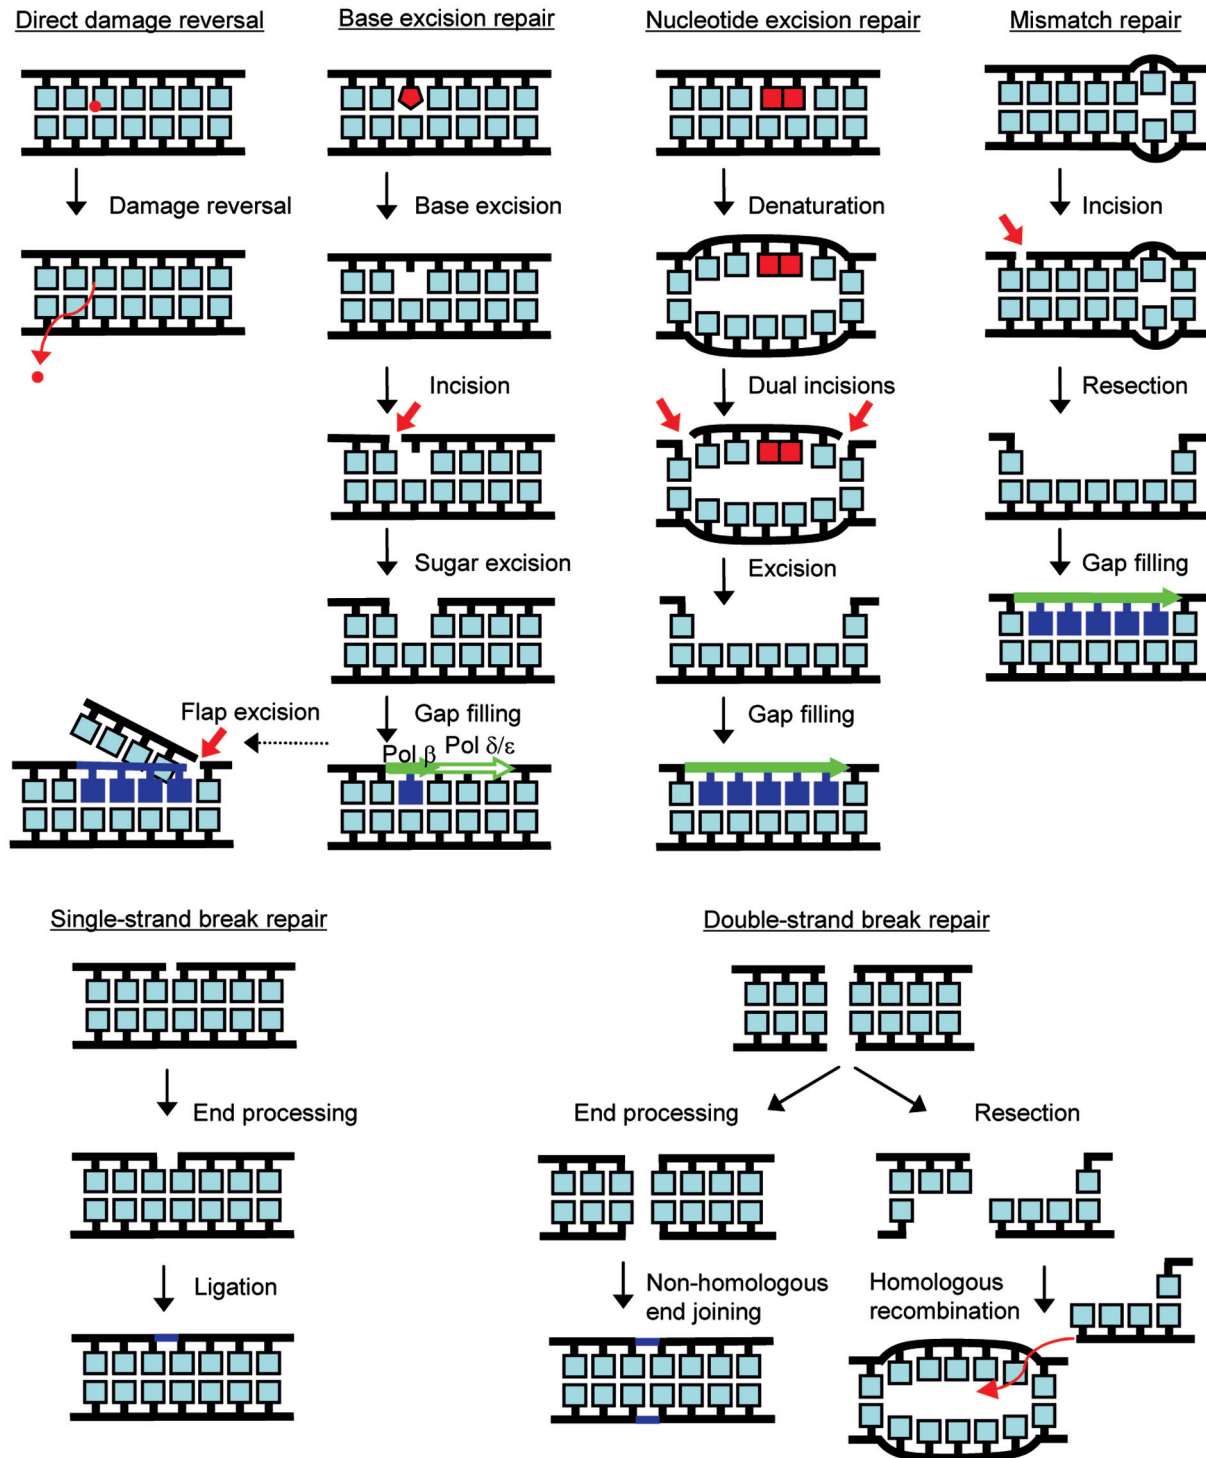 Direct damage reversal
Base excision repair
Nucleotide excision repair
Mismatch repair
Damage reversal
Base excision
Denaturation
Incision
Incision
Dual incisions
Resection
Sugar excision
Excision
Gap filling
Flap excision
Gap filling
Gap filling
Pol β
Pol δ/ε
Single-strand break repair
Double-strand break repair
End processing
End processing
Resection
Ligation
Non-homologous
end joining
Homologous
recombination